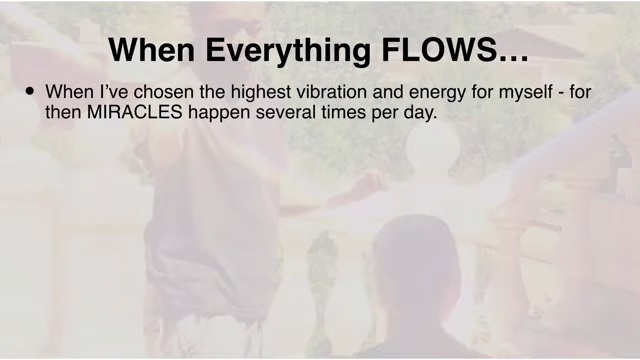 When Everything FLOWS...
• When I've chosen the highest vibration and energy for myself - for
then MIRACLES happen several times per day.